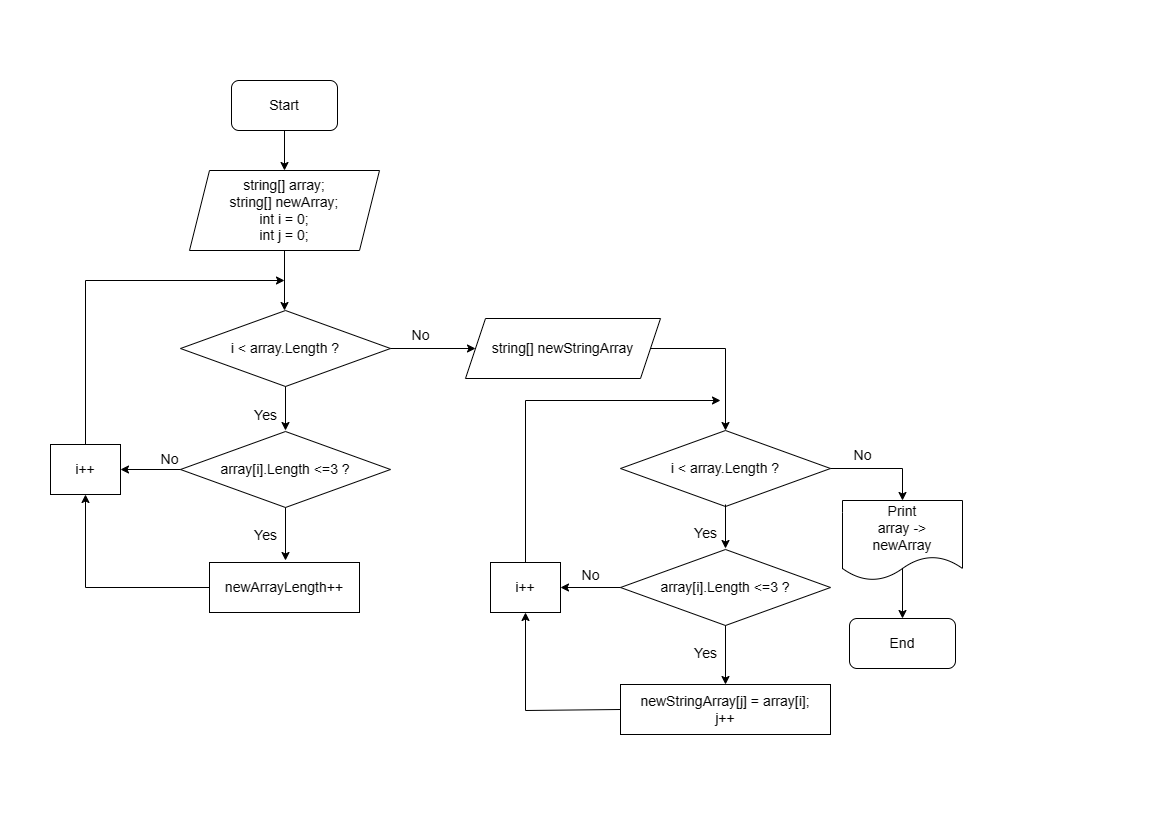 Start
string[] array;
string[] newArray;
int i = 0;
int j = 0;
i < array.Length ?
No
Yes
array[i].Length <=3 ?
No
i++
Yes
newArrayLength++
string[] newStringArray
i < array.Length ?
No
Yes
array[i].Length <=3 ?
No
i++
Yes
newStringArray[j] = array[i];
j++
Print
array ->
newArray
End